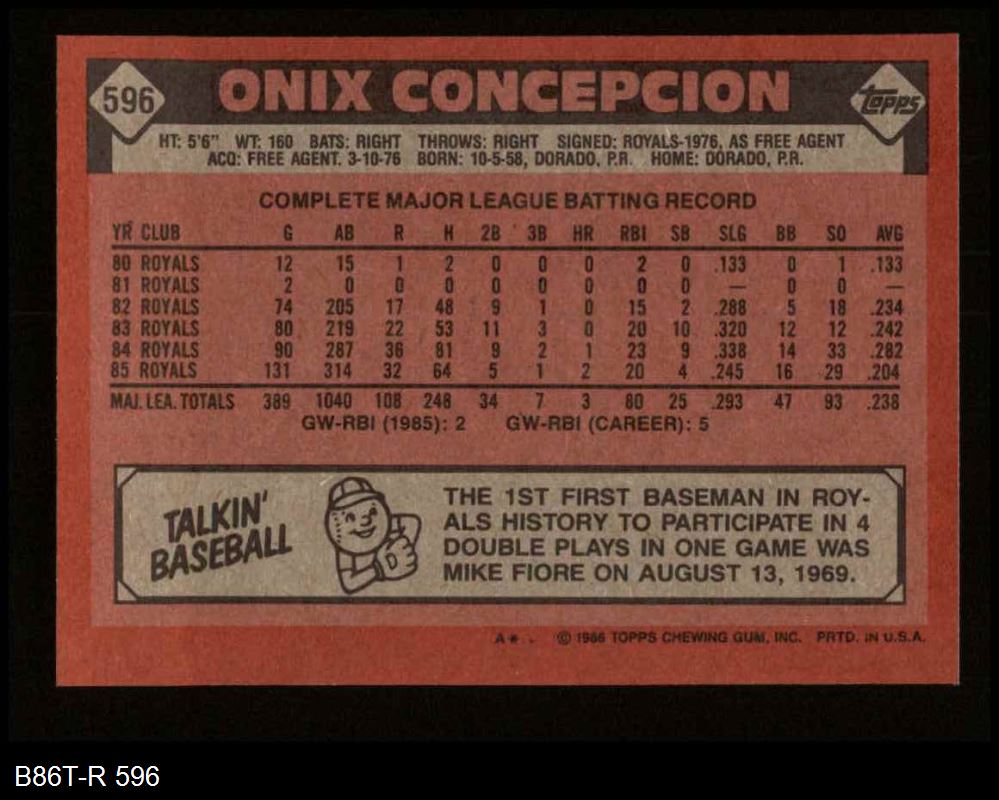 596 ONIX CONCEPCION Topps
HT: 5'6" WT: 160 BATS: RIGHT THROWS: RIGHT SIGNED: ROYALS-1976, AS FREE AGENT
ACQ: FREE AGENT. 3-10-76 BORN: 10-5-58, DORADO, P.R. HOME: DORADO, P.R.
COMPLETE MAJOR LEAGUE BATTING RECORD
YR CLUB G AB R H 2B 3B HR RBI SB SLG BB SO AVG
80 ROYALS 12 15 1 2 0 0 0 2 0 .133 0 1 .133
81 ROYALS 2 0 0 0 0 0 0 0 0 — 0 0 —
82 ROYALS 74 205 17 48 9 1 0 15 2 .288 5 18 .234
83 ROYALS 80 219 22 53 11 3 0 20 10 .320 12 12 .242
84 ROYALS 90 287 36 81 9 2 1 23 9 .338 14 33 .282
85 ROYALS 131 314 32 64 5 1 2 20 4 .245 16 29 .204
MAJ. LEA. TOTALS 389 1040 108 248 34 7 3 80 25 .293 47 93 .238
GW-RBI (1985): 2 GW-RBI (CAREER): 5
TALKIN'
BASEBALL
THE 1ST FIRST BASEMAN IN ROY-
ALS HISTORY TO PARTICIPATE IN 4
DOUBLE PLAYS IN ONE GAME WAS
MIKE FIORE ON AUGUST 13, 1969.
A* . © 1986 TOPPS CHEWING GUM, INC. PRTD. IN U.S.A.
B86T-R 596